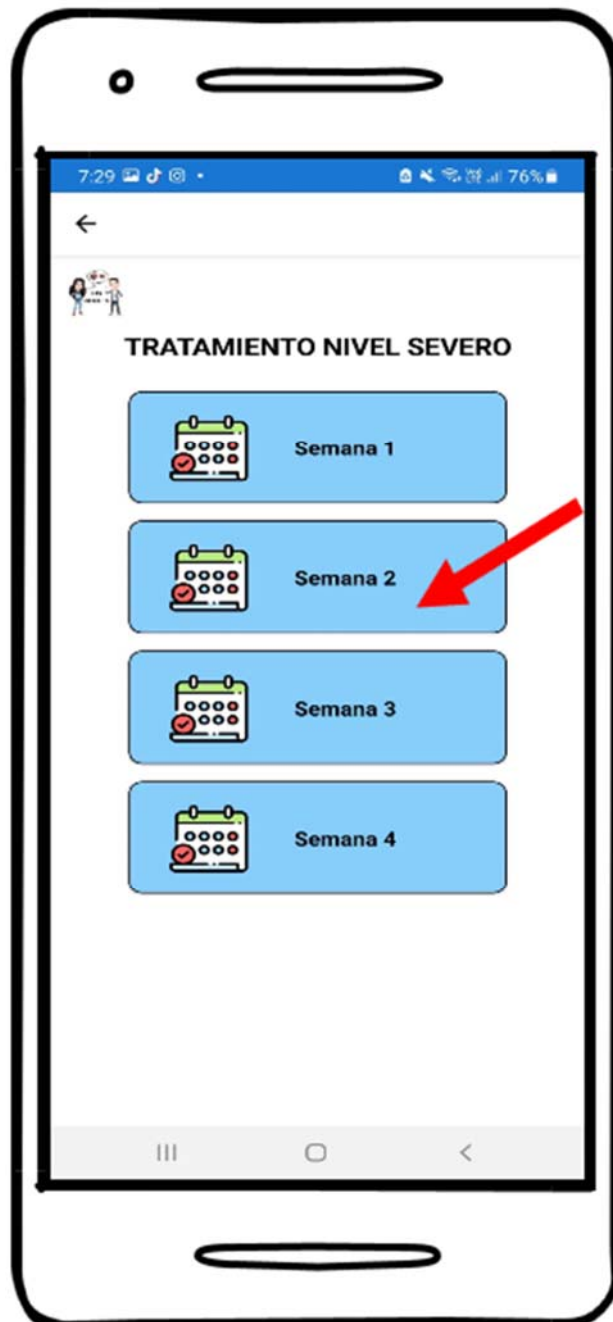 7:29
76%
TRATAMIENTO NIVEL SEVERO
Semana 1
Semana 2
Semana 3
Semana 4